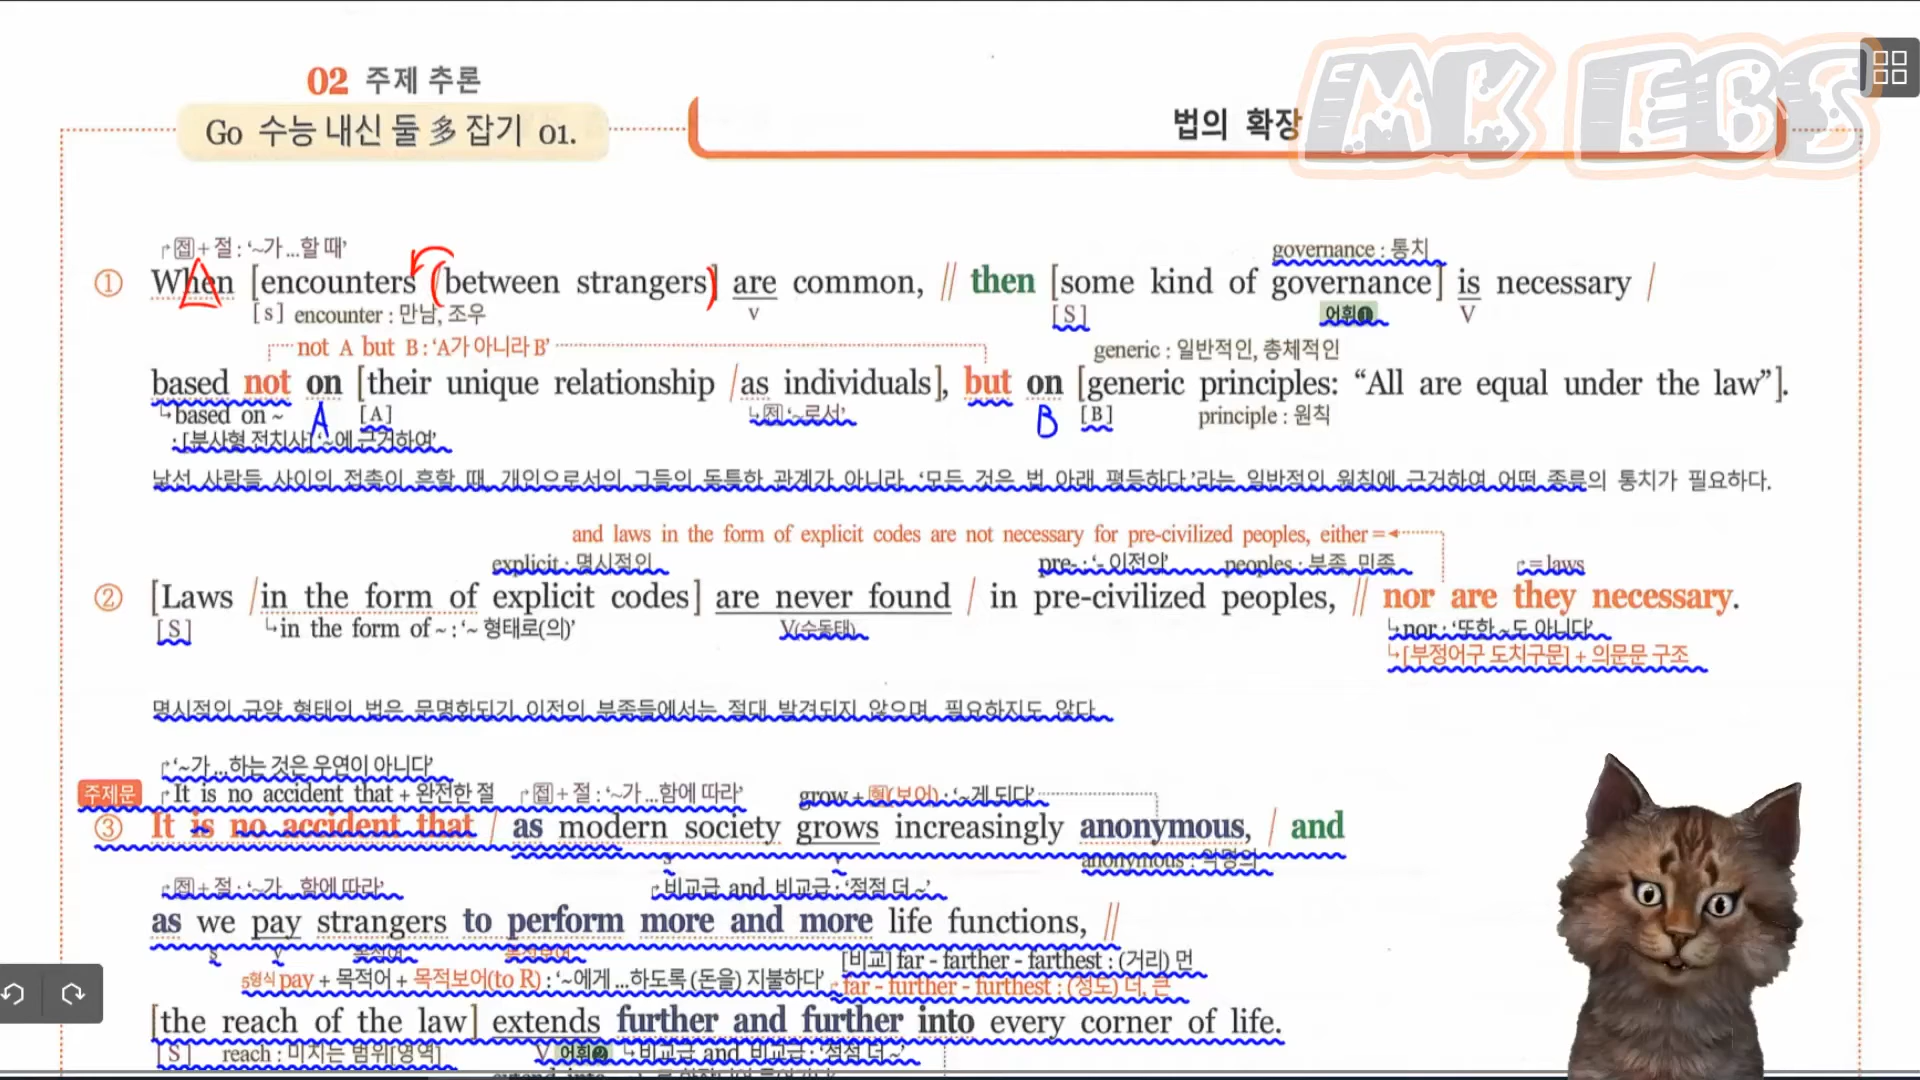 02 주제 추론
MK EBS
Go 수능 내신 둘 多 잡기 01.
법의 확장
접+절 : ‘~가 ...할 때’
governance : 통치
① When [encounters (between strangers)] are common, // then [some kind of governance] is necessary /
[s] encounter : 만남, 조우 v [S] 어휘❶ V
not A but B : ‘A가 아니라 B’ generic : 일반적인, 총체적인
based not on [their unique relationship /as individuals], but on [generic principles: “All are equal under the law”].
based on ~ A [A] 전 ‘~로서’ B [B] principle : 원칙
: [분사형 전치사] ‘~에 근거하여’
낯선 사람들 사이의 접촉이 흔할 때, 개인으로서의 그들의 독특한 관계가 아니라, ‘모든 것은 법 아래 평등하다.’라는 일반적인 원칙에 근거하여 어떤 종류의 통치가 필요하다.
and laws in the form of explicit codes are not necessary for pre-civilized peoples, either =
explicit : 명시적인 pre- : ‘- 이전의’ peoples : 부족, 민족 = laws
② [Laws /in the form of explicit codes] are never found / in pre-civilized peoples, // nor are they necessary.
[S] in the form of ~ : ‘~ 형태로(의)’ V(수동태) nor : ‘또한 ~도 아니다’
[부정어구 도치구문] + 의문문 구조
명시적인 규약 형태의 법은 문명화되기 이전의 부족들에서는 절대 발견되지 않으며, 필요하지도 않다.
‘~가 ...하는 것은 우연이 아니다’
주제문 It is no accident that + 완전한 절 접+절 : ‘~가 ...함에 따라’ grow + 형(보어) : ‘~게 되다’
③ It is no accident that / as modern society grows increasingly anonymous, / and
s v anonymous : 익명의
접+절 : ‘~가 ...함에 따라’ 비교급 and 비교급 : ‘점점 더 ~’
as we pay strangers to perform more and more life functions, //
s v 목적어 목적보어 [비교] far - farther - farthest : (거리) 먼
5형식 pay + 목적어 + 목적보어(to R) : ‘~에게 ...하도록 (돈을) 지불하다’ far - further - furthest : (정도) 더, 큰
[the reach of the law] extends further and further into every corner of life.
[S] reach : 미치는 범위[영역] V 어휘❷ 비교급 and 비교급 : ‘점점 더 ~’